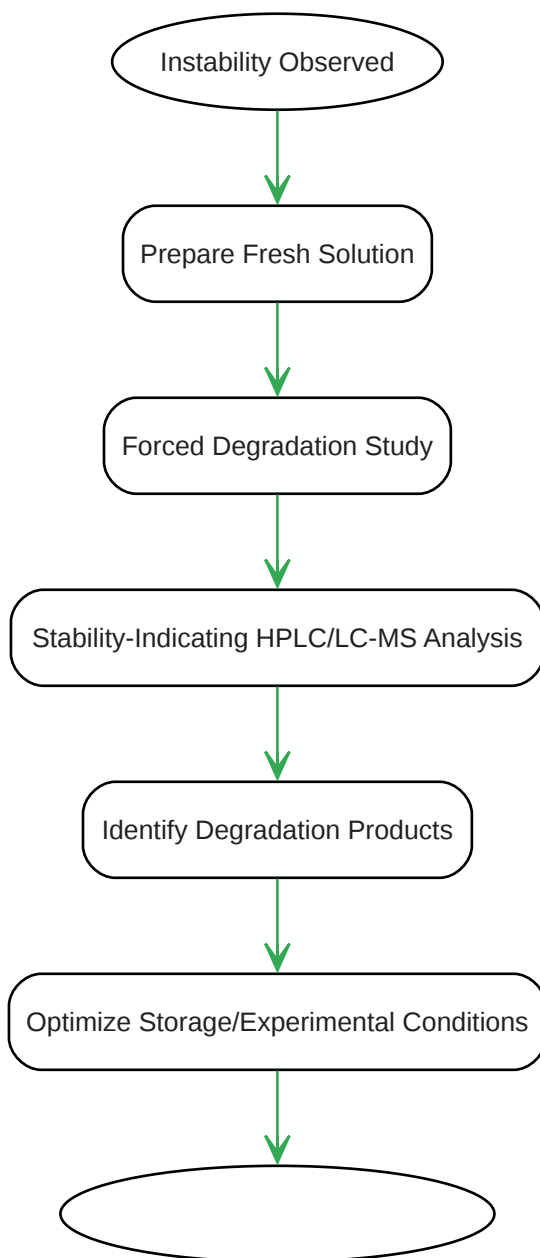 Instability Observed
Prepare Fresh Solution
Forced Degradation Study
Stability-Indicating HPLC/LC-MS Analysis
Identify Degradation Products
Optimize Storage/Experimental Conditions